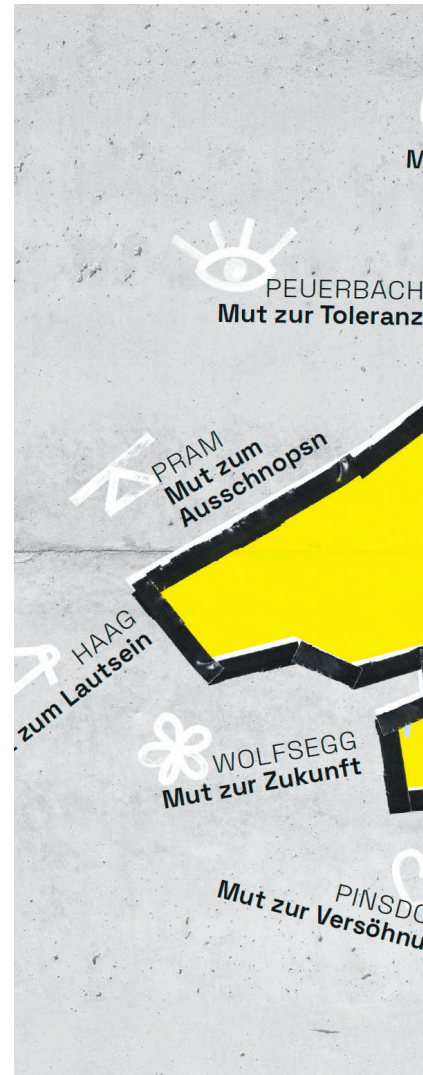 M
PEUERBACH
Mut zur Toleranz
PRAM
Mut zum
Ausschnopsn
HAAG
zum Lautsein
WOLFSEGG
Mut zur Zukunft
PINSDO
Mut zur Versöhnu